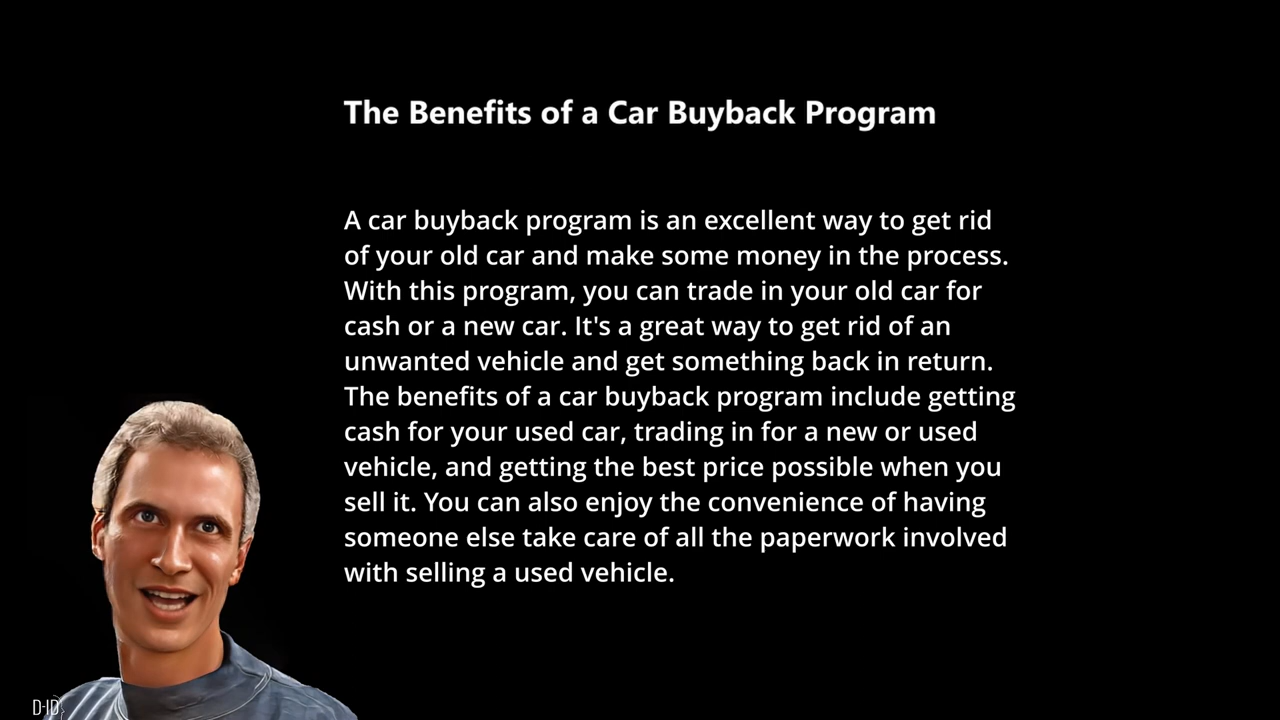 The Benefits of a Car Buyback Program
A car buyback program is an excellent way to get rid
of your old car and make some money in the process.
With this program, you can trade in your old car for
cash or a new car. It's a great way to get rid of an
unwanted vehicle and get something back in return.
The benefits of a car buyback program include getting
cash for your used car, trading in for a new or used
vehicle, and getting the best price possible when you
sell it. You can also enjoy the convenience of having
someone else take care of all the paperwork involved
with selling a used vehicle.
D-ID